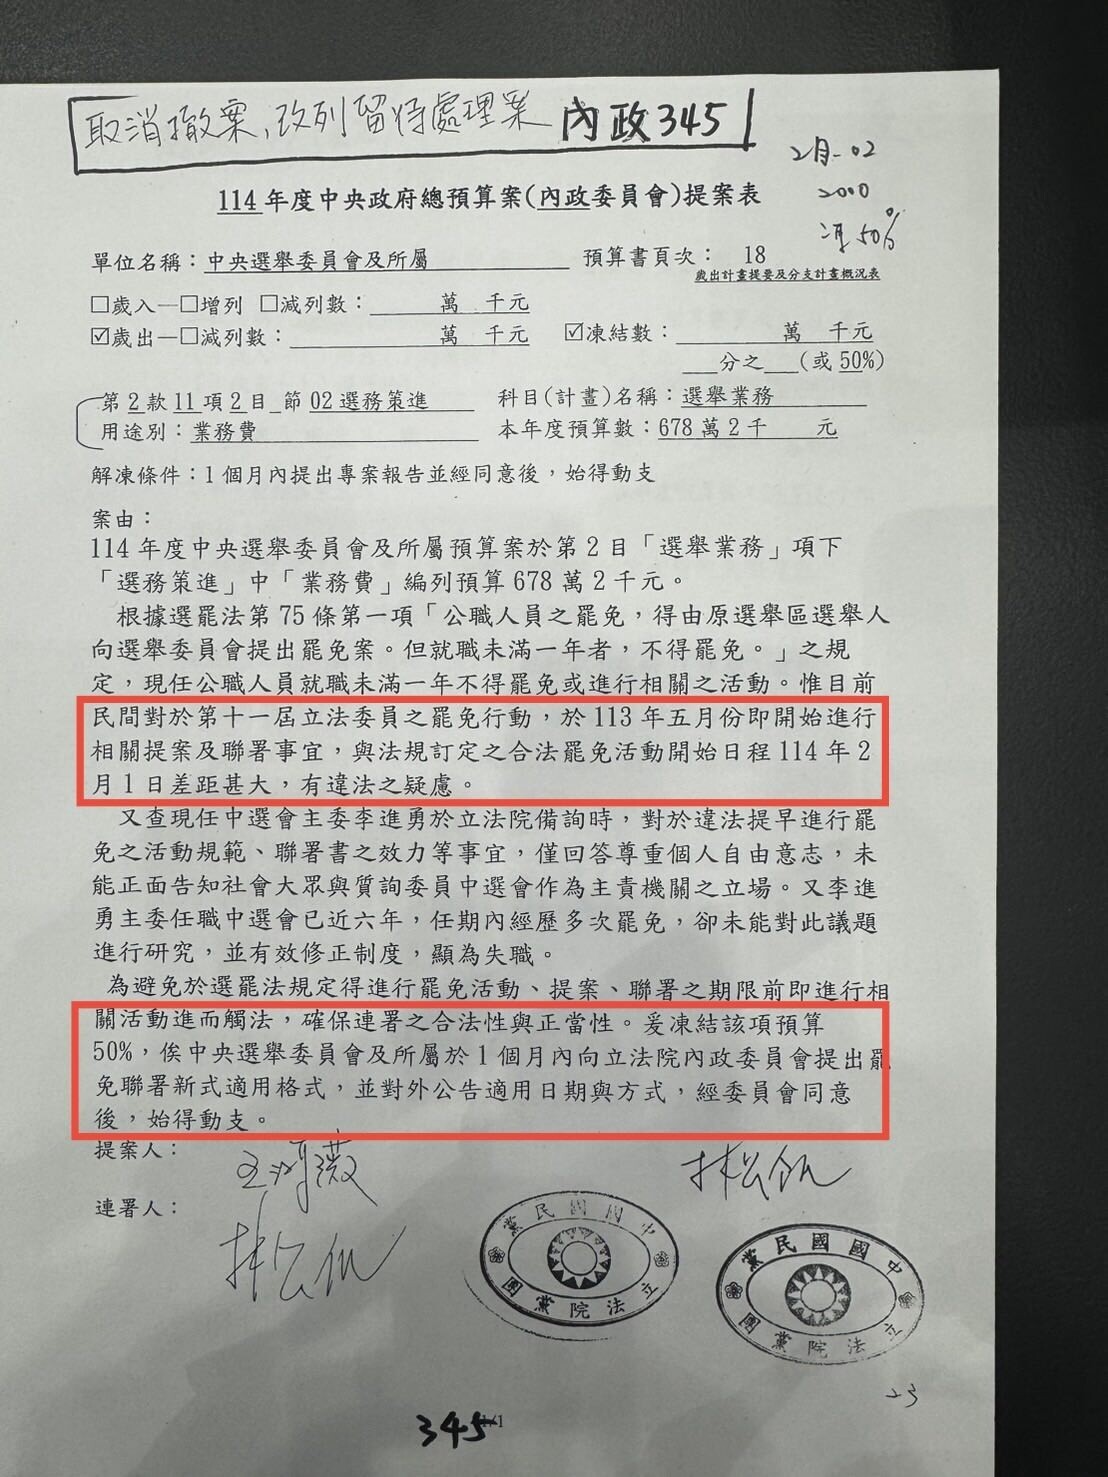 取消撤案，改列留待處理案 內政345
2月-02
2000
凍50%
114年度中央政府總預算案(內政委員會)提案表
單位名稱：中央選舉委員會及所屬 預算書頁次： 18
歲出計畫提要及分支計畫概況表
□歲入—□增列 □減列數： 萬 千元
☑歲出—□減列數： 萬 千元 ☑凍結數： 萬 千元
分之 (或50%)
第2款11項2目 節02選務策進 科目(計畫)名稱：選舉業務
用途別：業務費 本年度預算數：678萬2千 元
解凍條件：1個月內提出專案報告並經同意後，始得動支
案由：
114年度中央選舉委員會及所屬預算案於第2目「選舉業務」項下
「選務策進」中「業務費」編列預算678萬2千元。
根據選罷法第75條第一項「公職人員之罷免，得由原選舉區選舉人
向選舉委員會提出罷免案。但就職未滿一年者，不得罷免。」之規
定，現任公職人員就職未滿一年不得罷免或進行相關之活動。惟目前
民間對於第十一屆立法委員之罷免行動，於113年五月份即開始進行
相關提案及聯署事宜，與法規訂定之合法罷免活動開始日程114年2
月1日差距甚大，有違法之疑慮。
又查現任中選會主委李進勇於立法院備詢時，對於違法提早進行罷
免之活動規範、聯署書之效力等事宜，僅回答尊重個人自由意志，未
能正面告知社會大眾與質詢委員中選會作為主責機關之立場。又李進
勇主委任職中選會已近六年，任期內經歷多次罷免，卻未能對此議題
進行研究，並有效修正制度，顯為失職。
為避免於選罷法規定得進行罷免活動、提案、聯署之期限前即進行相
關活動進而觸法，確保連署之合法性與正當性。爰凍結該項預算
50%，俟中央選舉委員會及所屬於1個月內向立法院內政委員會提出罷
免聯署新式適用格式，並對外公告適用日期與方式，經委員會同意
後，始得動支。
提案人：
連署人：
中國國民黨
立法院黨團
中國國民黨
立法院黨團
23
345
1/1